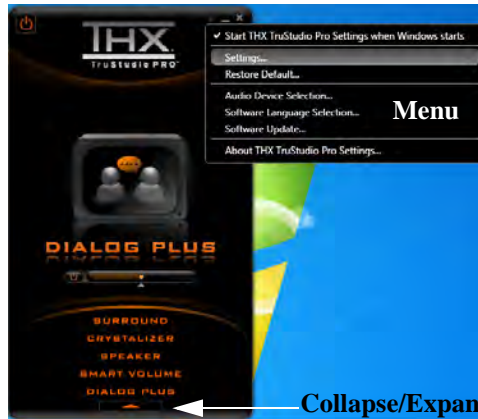 THX
TruStudio PRO
DIALOG PLUS
SURROUND
CRYSTALIZER
SPEAKER
SMART VOLUME
DIALOG PLUS
Start THX TruStudio Pro Settings when Windows starts
Settings...
Restore Default...
Audio Device Selection...
Software Language Selection...
Software Update...
About THX TruStudio Pro Settings...
Menu
Collapse/Expan